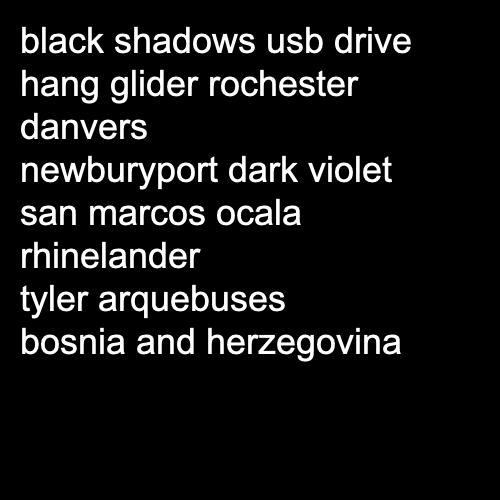 black shadows usb drive
hang glider rochester
danvers
newburyport dark violet
san marcos ocala
rhinelander
tyler arquebuses
bosnia and herzegovina